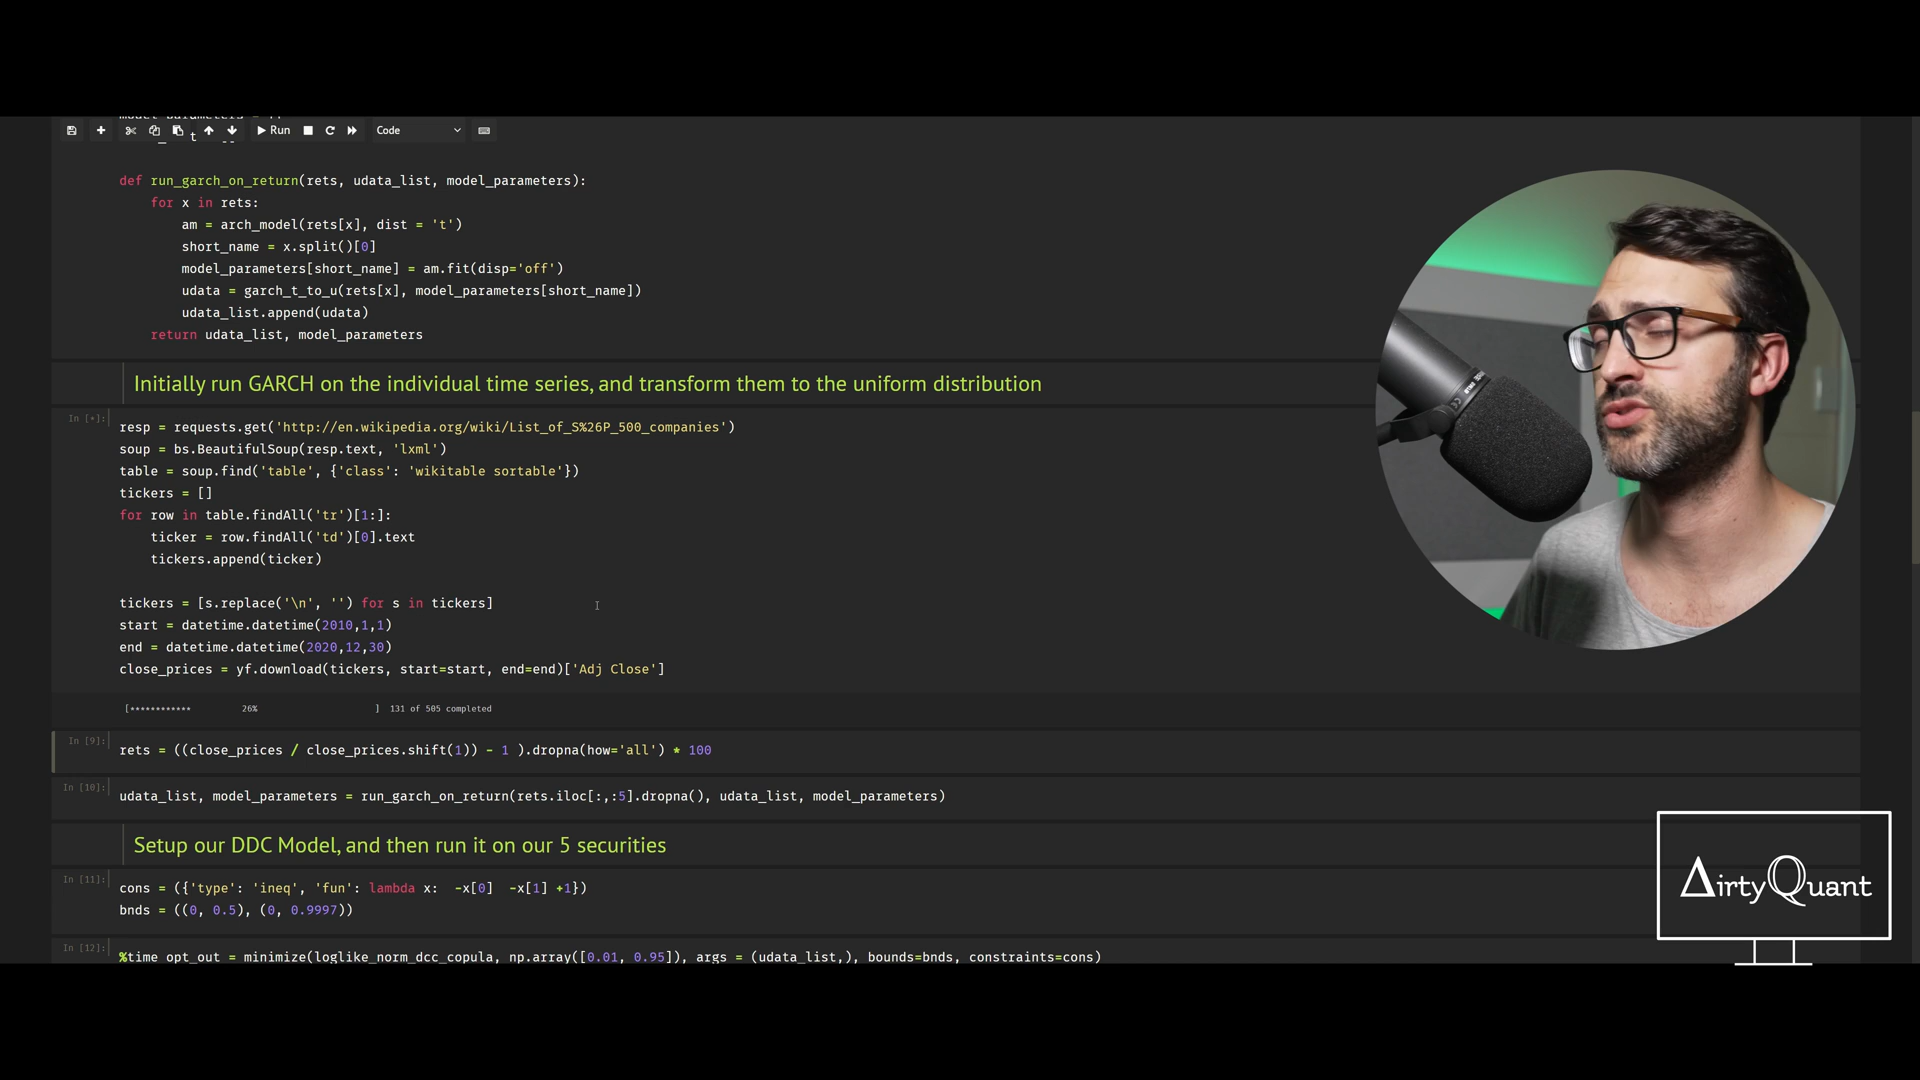 Run
Code
def run_garch_on_return(rets, udata_list, model_parameters):
for x in rets:
am = arch_model(rets[x], dist = 't')
short_name = x.split()[0]
model_parameters[short_name] = am.fit(disp='off')
udata = garch_t_to_u(rets[x], model_parameters[short_name])
udata_list.append(udata)
return udata_list, model_parameters
Initially run GARCH on the individual time series, and transform them to the uniform distribution
In [*]:
resp = requests.get('http://en.wikipedia.org/wiki/List_of_S%26P_500_companies')
soup = bs.BeautifulSoup(resp.text, 'lxml')
table = soup.find('table', {'class': 'wikitable sortable'})
tickers = []
for row in table.findAll('tr')[1:]:
ticker = row.findAll('td')[0].text
tickers.append(ticker)
tickers = [s.replace('\n', '') for s in tickers]
start = datetime.datetime(2010,1,1)
end = datetime.datetime(2020,12,30)
close_prices = yf.download(tickers, start=start, end=end)['Adj Close']
[************ 26% ] 131 of 505 completed
In [9]:
rets = ((close_prices / close_prices.shift(1)) - 1 ).dropna(how='all') * 100
In [10]:
udata_list, model_parameters = run_garch_on_return(rets.iloc[:,:5].dropna(), udata_list, model_parameters)
Setup our DDC Model, and then run it on our 5 securities
In [11]:
cons = ({'type': 'ineq', 'fun': lambda x:  -x[0]  -x[1] +1})
bnds = ((0, 0.5), (0, 0.9997))
In [12]:
%time opt_out = minimize(loglike_norm_dcc_copula, np.array([0.01, 0.95]), args = (udata_list,), bounds=bnds, constraints=cons)
ΔirtyQuant